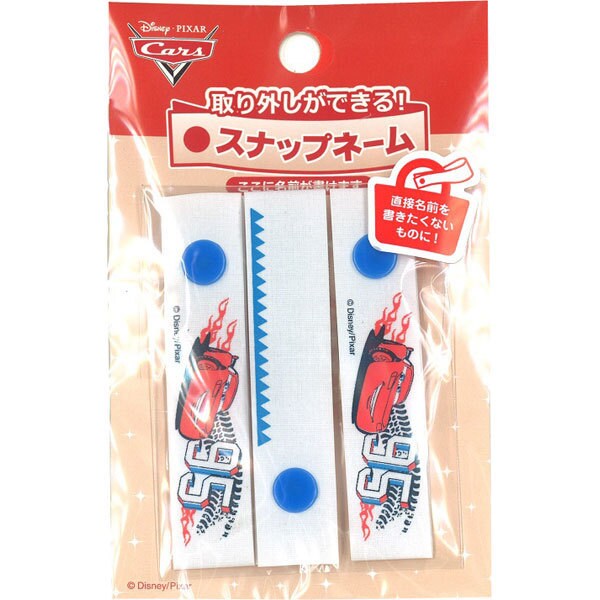 Disney · PIXAR
Cars
取り外しができる!
スナップネーム
ここに名前が書けます
直接名前を
書きたくない
ものに!
© Disney/Pixar
95
© Disney/Pixar
95
© Disney/Pixar